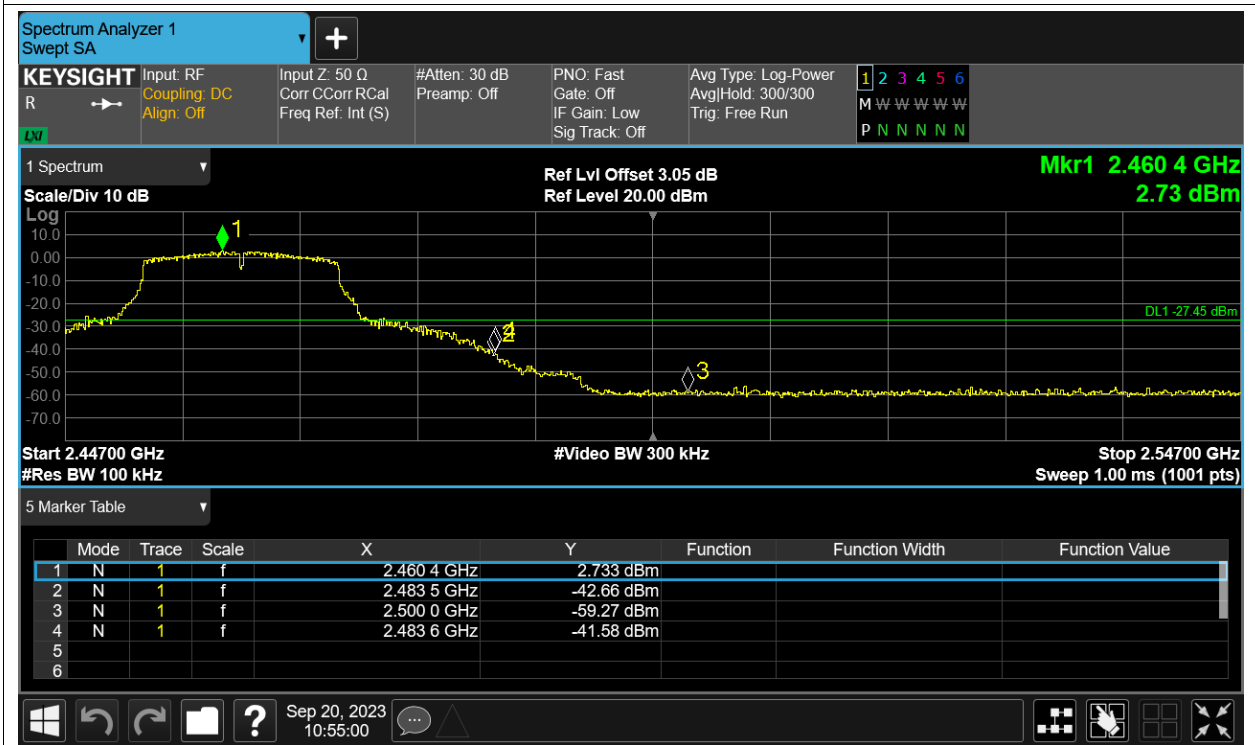 Spectrum Analyzer 1
Swept SA
KEYSIGHT Input: RF Input Z: 50 Ω #Atten: 30 dB PNO: Fast Avg Type: Log-Power 1 2 3 4 5 6
R Coupling: DC Corr CCorr RCal Preamp: Off Gate: Off Avg|Hold: 300/300 M W W W W W
Align: Off Freq Ref: Int (S) IF Gain: Low Trig: Free Run
LXI Sig Track: Off P N N N N N
1 Spectrum Ref Lvl Offset 3.05 dB Mkr1 2.460 4 GHz
Scale/Div 10 dB Ref Level 20.00 dBm 2.73 dBm
Log
10.0
1
0.00
-10.0
-20.0
DL1 -27.45 dBm
-30.0
2
-40.0
-50.0
3
-60.0
-70.0
Start 2.44700 GHz #Video BW 300 kHz Stop 2.54700 GHz
#Res BW 100 kHz Sweep 1.00 ms (1001 pts)
5 Marker Table
Mode Trace Scale X Y Function Function Width Function Value
1 N 1 f 2.460 4 GHz 2.733 dBm
2 N 1 f 2.483 5 GHz -42.66 dBm
3 N 1 f 2.500 0 GHz -59.27 dBm
4 N 1 f 2.483 6 GHz -41.58 dBm
5
6
? Sep 20, 2023
10:55:00